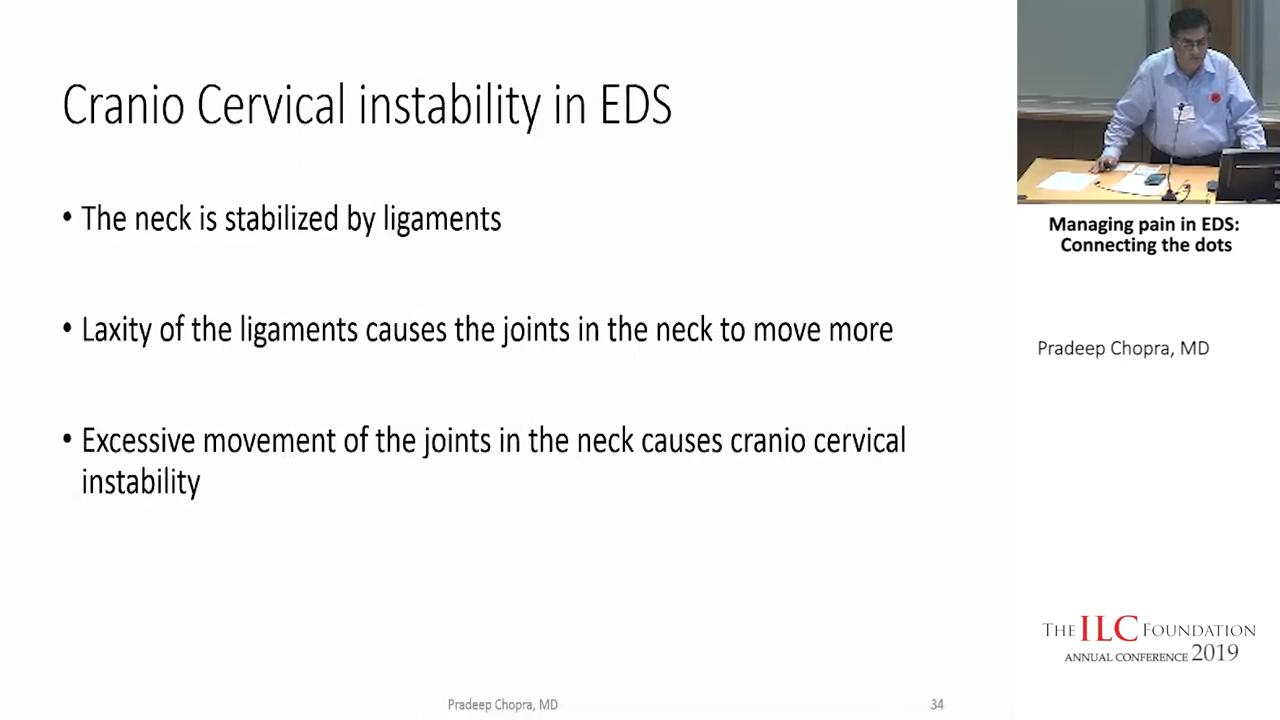 Cranio Cervical instability in EDS
• The neck is stabilized by ligaments
• Laxity of the ligaments causes the joints in the neck to move more
• Excessive movement of the joints in the neck causes cranio cervical
instability
Pradeep Chopra, MD
34
Managing pain in EDS:
Connecting the dots
Pradeep Chopra, MD
THE ILC FOUNDATION
ANNUAL CONFERENCE 2019